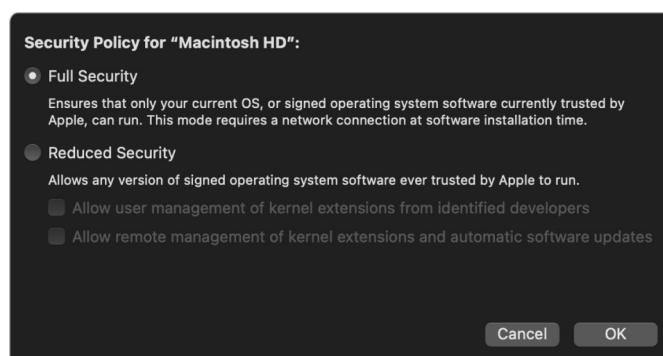 Security Policy for “Macintosh HD”:
Full Security
Ensures that only your current OS, or signed operating system software currently trusted by
Apple, can run. This mode requires a network connection at software installation time.
Reduced Security
Allows any version of signed operating system software ever trusted by Apple to run.
Allow user management of kernel extensions from identified developers
Allow remote management of kernel extensions and automatic software updates
Cancel OK